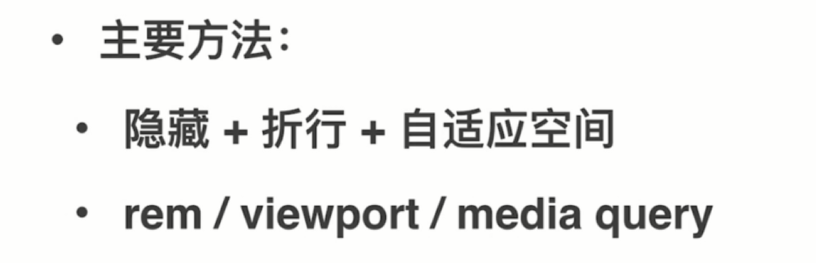 • 主要方法：
• 隐藏 + 折行 + 自适应空间
• rem / viewport / media query